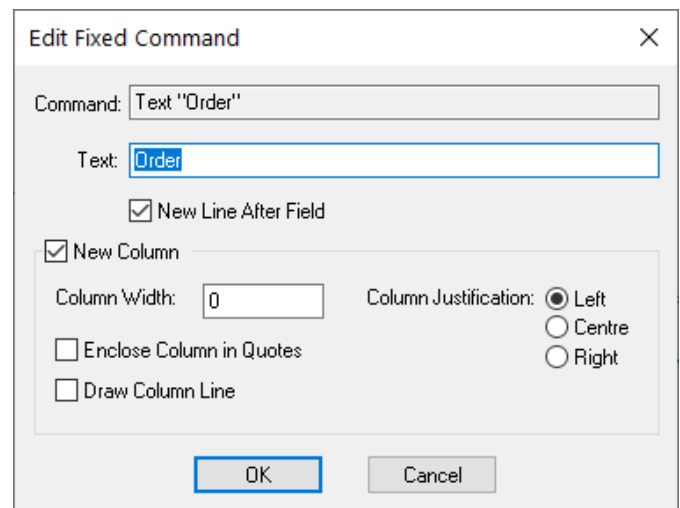 Edit Fixed Command
Command: Text "Order"
Text: Order
New Line After Field
New Column
Column Width: 0 Column Justification: Left
Centre
Enclose Column in Quotes Right
Draw Column Line
OK Cancel